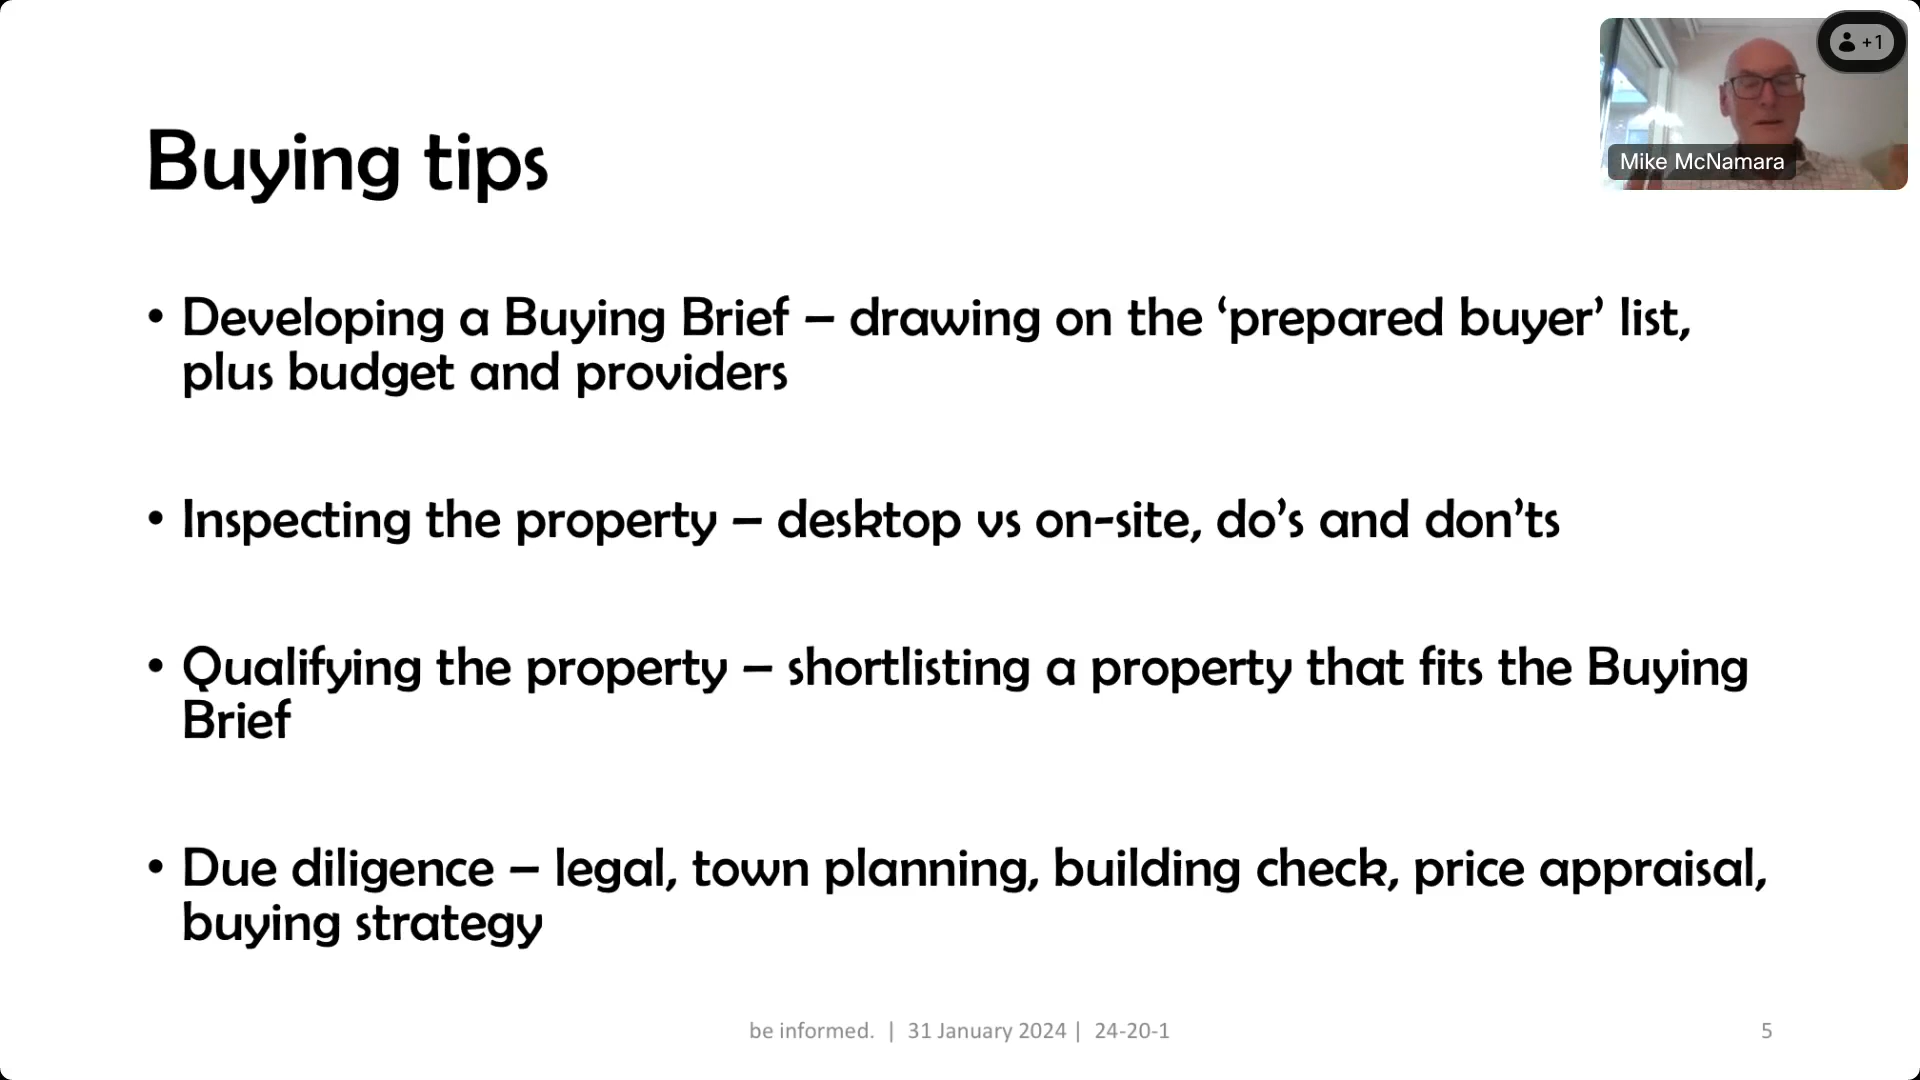 +1
Mike McNamara
Buying tips
• Developing a Buying Brief – drawing on the ‘prepared buyer’ list,
plus budget and providers
• Inspecting the property – desktop vs on-site, do’s and don’ts
• Qualifying the property – shortlisting a property that fits the Buying
Brief
• Due diligence – legal, town planning, building check, price appraisal,
buying strategy
be informed. | 31 January 2024 | 24-20-1
5